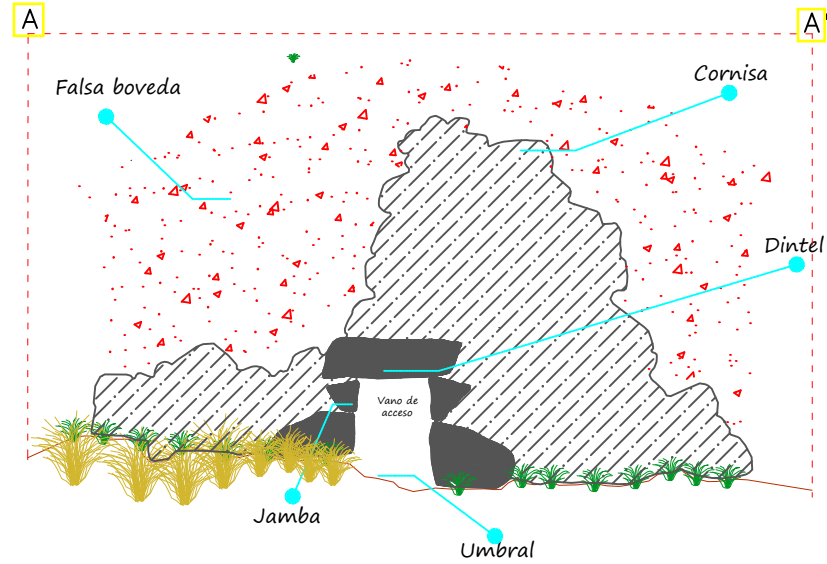 A
A'
Falsa boveda
Cornisa
Dintel
Vano de
acceso
Jamba
Umbral